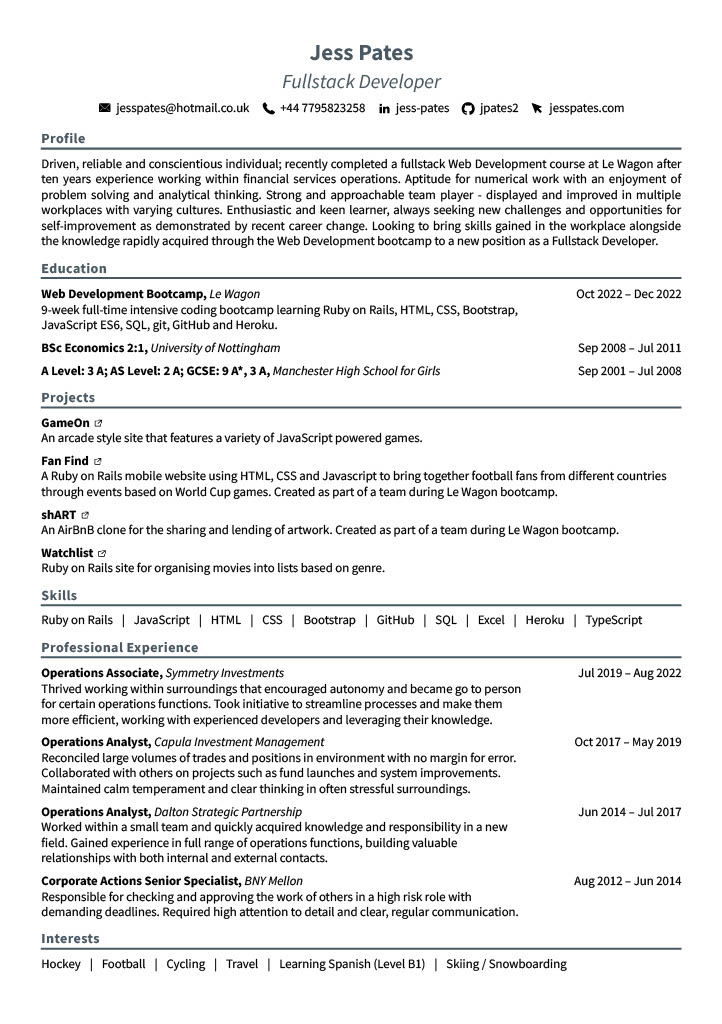 Jess Pates
Fullstack Developer
jesspates@hotmail.co.uk +44 7795823258 jess-pates jpates2 jesspates.com
Profile
Driven, reliable and conscientious individual; recently completed a fullstack Web Development course at Le Wagon after
ten years experience working within financial services operations. Aptitude for numerical work with an enjoyment of
problem solving and analytical thinking. Strong and approachable team player - displayed and improved in multiple
workplaces with varying cultures. Enthusiastic and keen learner, always seeking new challenges and opportunities for
self-improvement as demonstrated by recent career change. Looking to bring skills gained in the workplace alongside
the knowledge rapidly acquired through the Web Development bootcamp to a new position as a Fullstack Developer.
Education
Web Development Bootcamp, Le Wagon Oct 2022 – Dec 2022
9-week full-time intensive coding bootcamp learning Ruby on Rails, HTML, CSS, Bootstrap,
JavaScript ES6, SQL, git, GitHub and Heroku.
BSc Economics 2:1, University of Nottingham Sep 2008 – Jul 2011
A Level: 3 A; AS Level: 2 A; GCSE: 9 A*, 3 A, Manchester High School for Girls Sep 2001 – Jul 2008
Projects
GameOn
An arcade style site that features a variety of JavaScript powered games.
Fan Find
A Ruby on Rails mobile website using HTML, CSS and Javascript to bring together football fans from different countries
through events based on World Cup games. Created as part of a team during Le Wagon bootcamp.
shART
An AirBnB clone for the sharing and lending of artwork. Created as part of a team during Le Wagon bootcamp.
Watchlist
Ruby on Rails site for organising movies into lists based on genre.
Skills
Ruby on Rails | JavaScript | HTML | CSS | Bootstrap | GitHub | SQL | Excel | Heroku | TypeScript
Professional Experience
Operations Associate, Symmetry Investments Jul 2019 – Aug 2022
Thrived working within surroundings that encouraged autonomy and became go to person
for certain operations functions. Took initiative to streamline processes and make them
more efficient, working with experienced developers and leveraging their knowledge.
Operations Analyst, Capula Investment Management Oct 2017 – May 2019
Reconciled large volumes of trades and positions in environment with no margin for error.
Collaborated with others on projects such as fund launches and system improvements.
Maintained calm temperament and clear thinking in often stressful surroundings.
Operations Analyst, Dalton Strategic Partnership Jun 2014 – Jul 2017
Worked within a small team and quickly acquired knowledge and responsibility in a new
field. Gained experience in full range of operations functions, building valuable
relationships with both internal and external contacts.
Corporate Actions Senior Specialist, BNY Mellon Aug 2012 – Jun 2014
Responsible for checking and approving the work of others in a high risk role with
demanding deadlines. Required high attention to detail and clear, regular communication.
Interests
Hockey | Football | Cycling | Travel | Learning Spanish (Level B1) | Skiing / Snowboarding